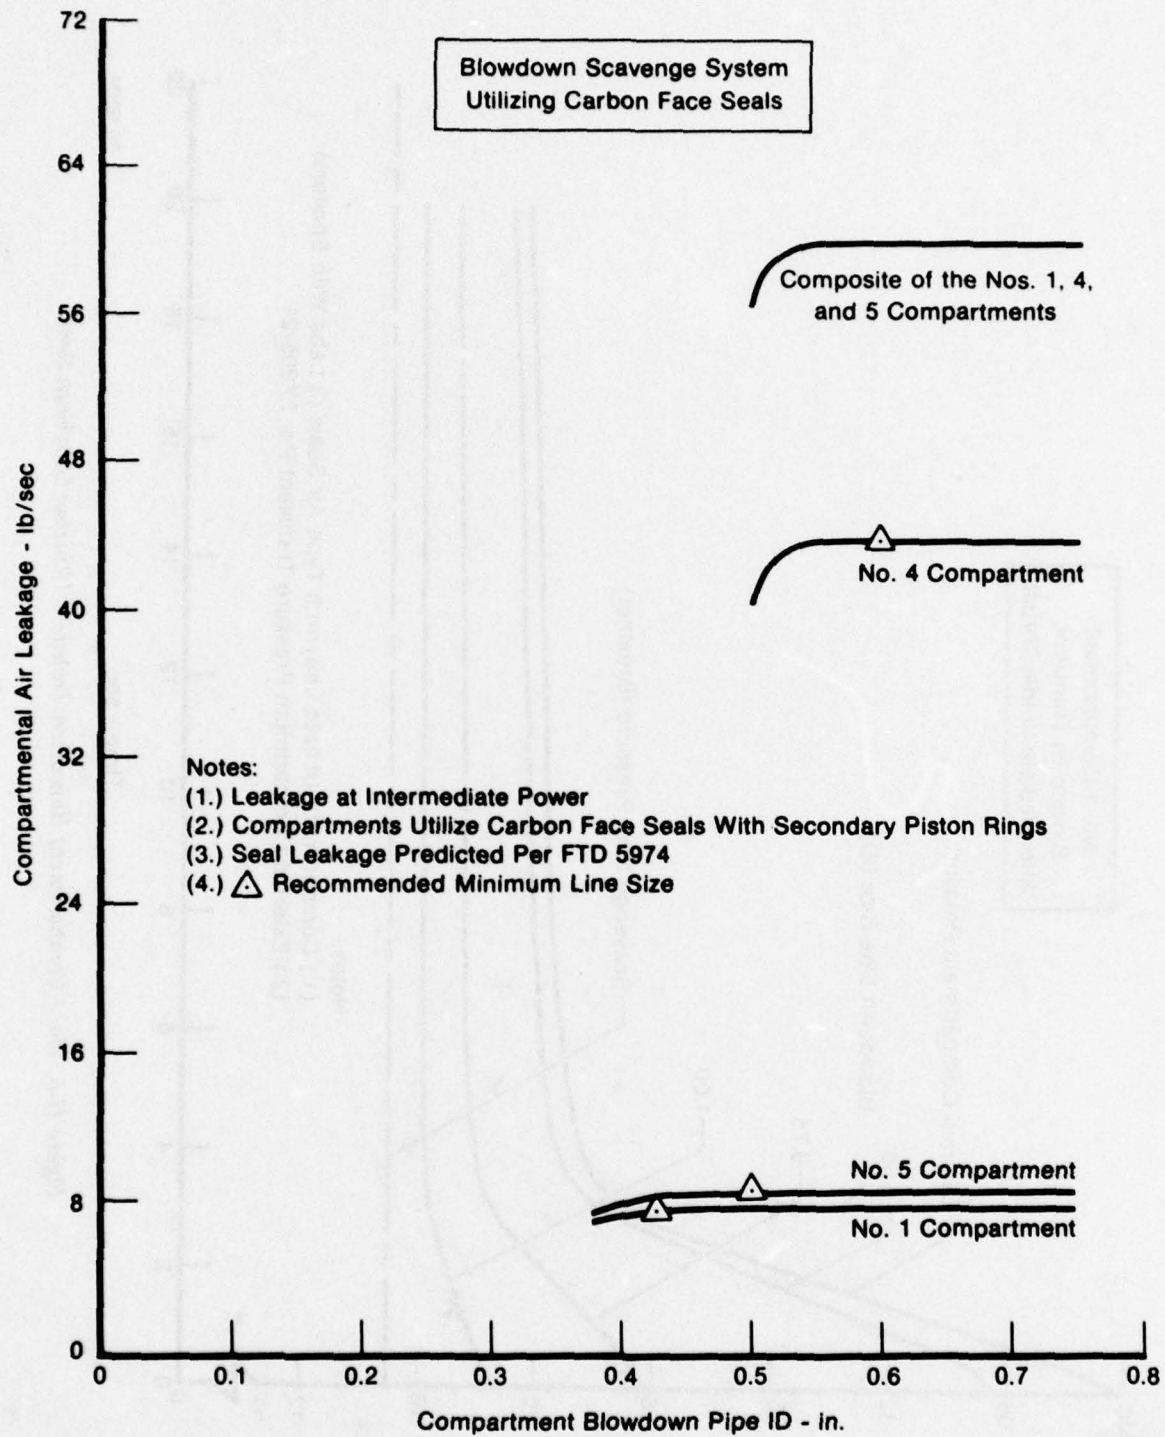 Blowdown Scavenge System
Utilizing Carbon Face Seals
72
64
56
48
40
32
24
16
8
0
Compartmental Air Leakage - lb/sec
Composite of the Nos. 1, 4,
and 5 Compartments
No. 4 Compartment
Notes:
(1.) Leakage at Intermediate Power
(2.) Compartments Utilize Carbon Face Seals With Secondary Piston Rings
(3.) Seal Leakage Predicted Per FTD 5974
(4.) △ Recommended Minimum Line Size
No. 5 Compartment
No. 1 Compartment
0 0.1 0.2 0.3 0.4 0.5 0.6 0.7 0.8
Compartment Blowdown Pipe ID - in.